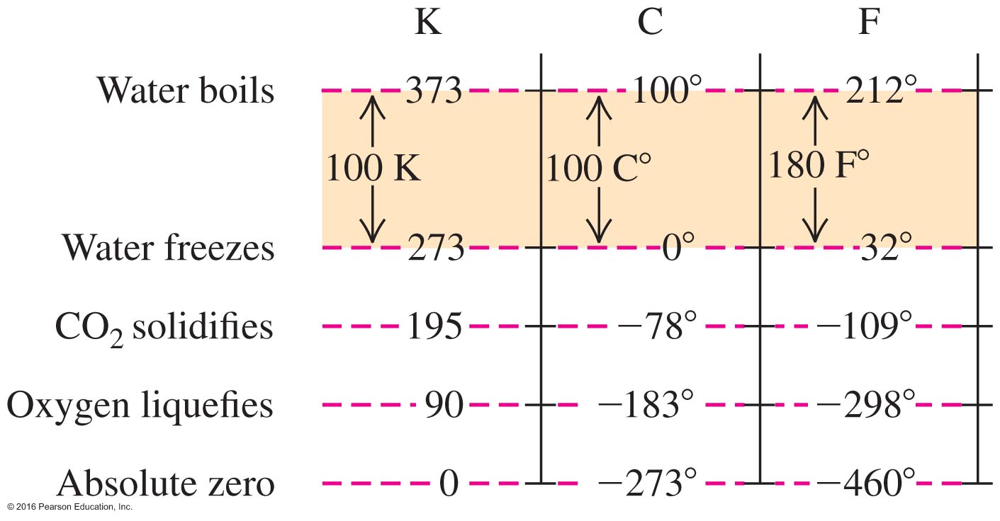 K C F
Water boils 373 100° 212°
100 K 100 C° 180 F°
Water freezes 273 0° 32°
CO₂ solidifies 195 −78° −109°
Oxygen liquefies 90 −183° −298°
Absolute zero 0 −273° −460°
© 2016 Pearson Education, Inc.